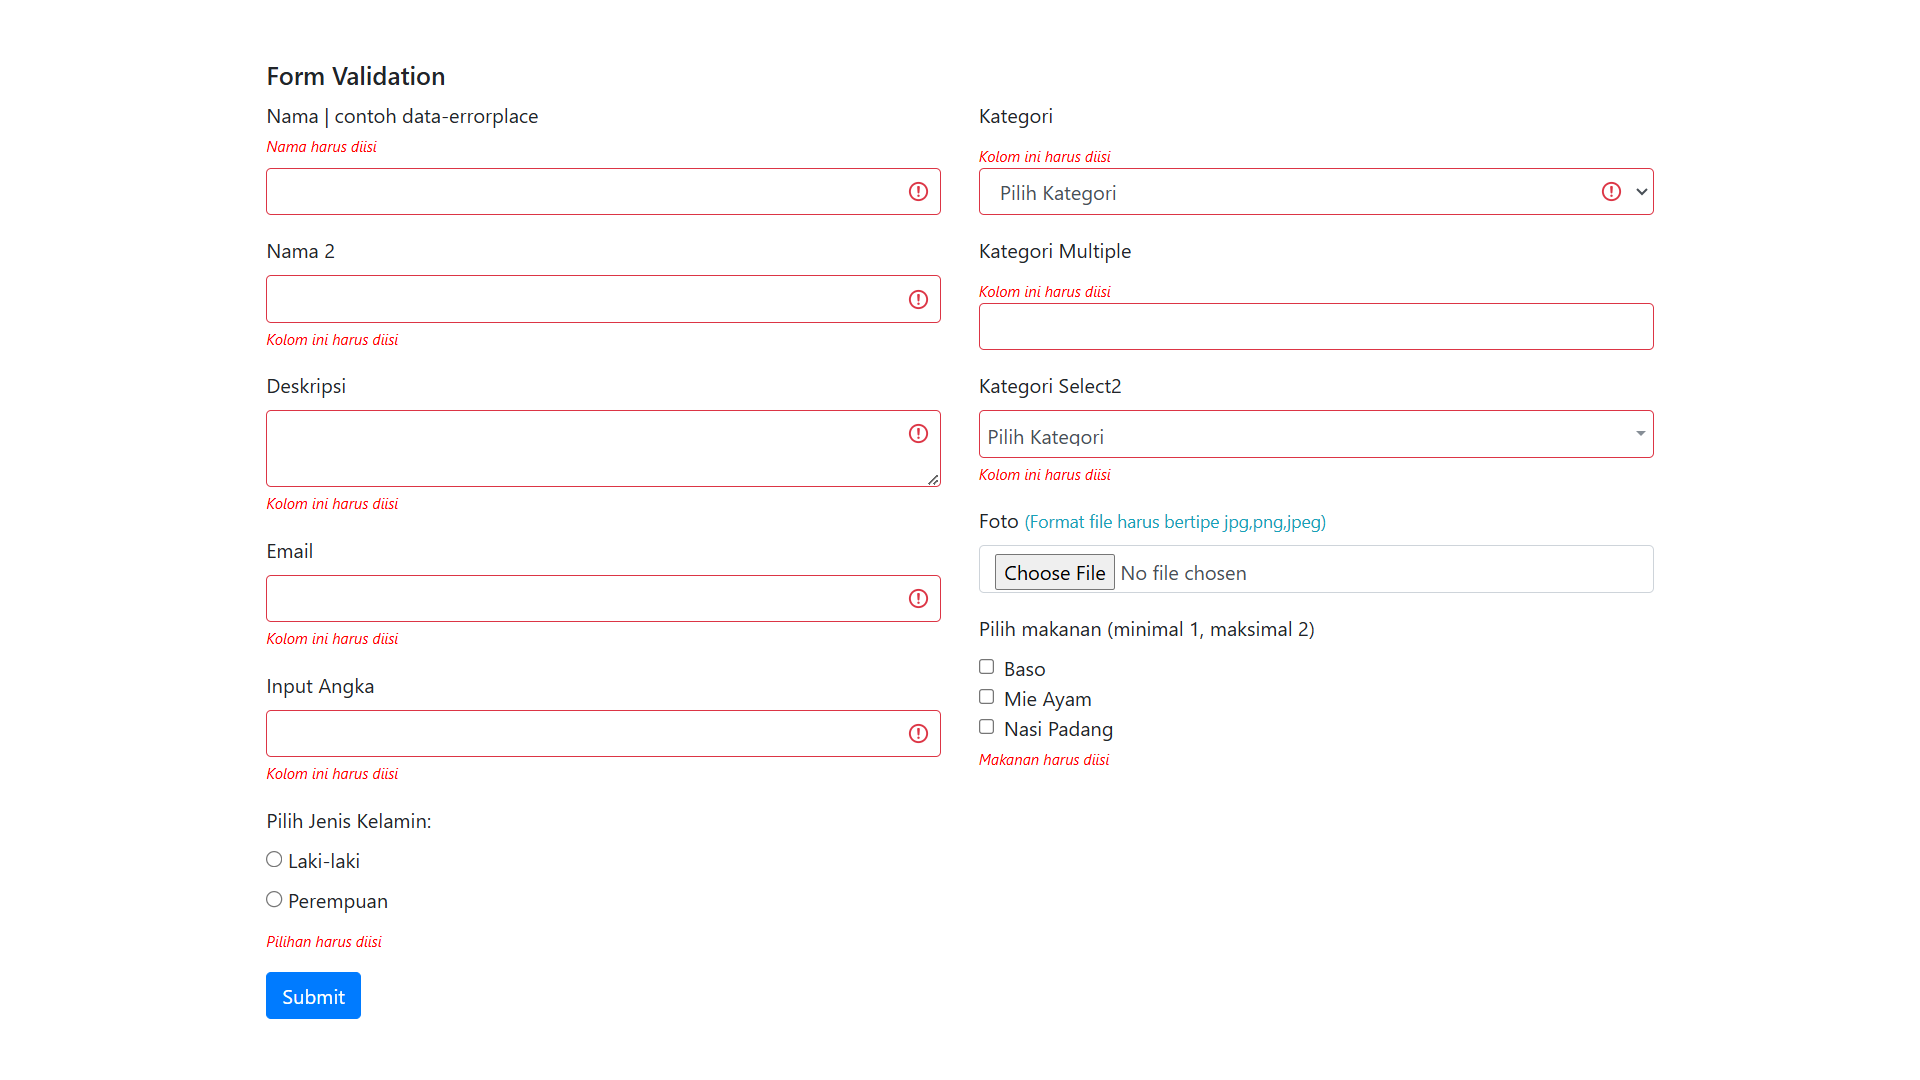 Form Validation
Nama | contoh data-errorplace
Nama harus diisi
Nama 2
Kolom ini harus diisi
Deskripsi
Kolom ini harus diisi
Email
Kolom ini harus diisi
Input Angka
Kolom ini harus diisi
Pilih Jenis Kelamin:
Laki-laki
Perempuan
Pilihan harus diisi
Submit
Kategori
Kolom ini harus diisi
Pilih Kategori
Kategori Multiple
Kolom ini harus diisi
Kategori Select2
Pilih Kategori
Kolom ini harus diisi
Foto (Format file harus bertipe jpg,png,jpeg)
Choose File No file chosen
Pilih makanan (minimal 1, maksimal 2)
Baso
Mie Ayam
Nasi Padang
Makanan harus diisi